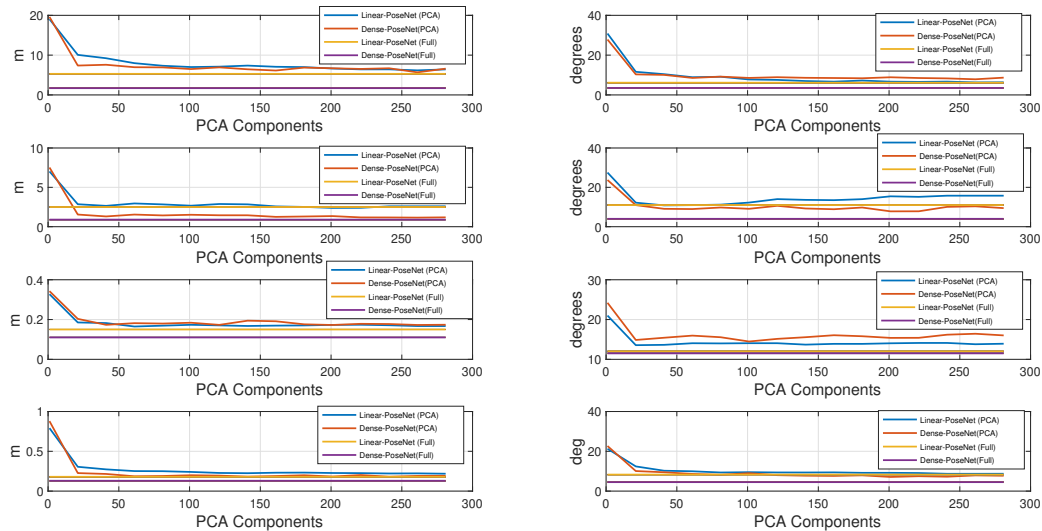 20
10
0
m
0 50 100 150 200 250 300
PCA Components
Linear-PoseNet (PCA)
Dense-PoseNet(PCA)
Linear-PoseNet (Full)
Dense-PoseNet(Full)
40
20
0
degrees
0 50 100 150 200 250 300
PCA Components
Linear-PoseNet (PCA)
Dense-PoseNet(PCA)
Linear-PoseNet (Full)
Dense-PoseNet(Full)
10
5
0
m
0 50 100 150 200 250 300
PCA Components
Linear-PoseNet (PCA)
Dense-PoseNet(PCA)
Linear-PoseNet (Full)
Dense-PoseNet(Full)
40
20
0
degrees
0 50 100 150 200 250 300
PCA Components
Linear-PoseNet (PCA)
Dense-PoseNet(PCA)
Linear-PoseNet (Full)
Dense-PoseNet(Full)
0.4
0.2
0
m
0 50 100 150 200 250 300
PCA Components
Linear-PoseNet (PCA)
Dense-PoseNet(PCA)
Linear-PoseNet (Full)
Dense-PoseNet(Full)
30
20
10
degrees
0 50 100 150 200 250 300
PCA Components
Linear-PoseNet (PCA)
Dense-PoseNet(PCA)
Linear-PoseNet (Full)
Dense-PoseNet(Full)
1
0.5
0
m
0 50 100 150 200 250 300
PCA Components
Linear-PoseNet (PCA)
Dense-PoseNet(PCA)
Linear-PoseNet (Full)
Dense-PoseNet(Full)
40
20
0
deg
0 50 100 150 200 250 300
PCA Components
Linear-PoseNet (PCA)
Dense-PoseNet(PCA)
Linear-PoseNet (Full)
Dense-PoseNet(Full)